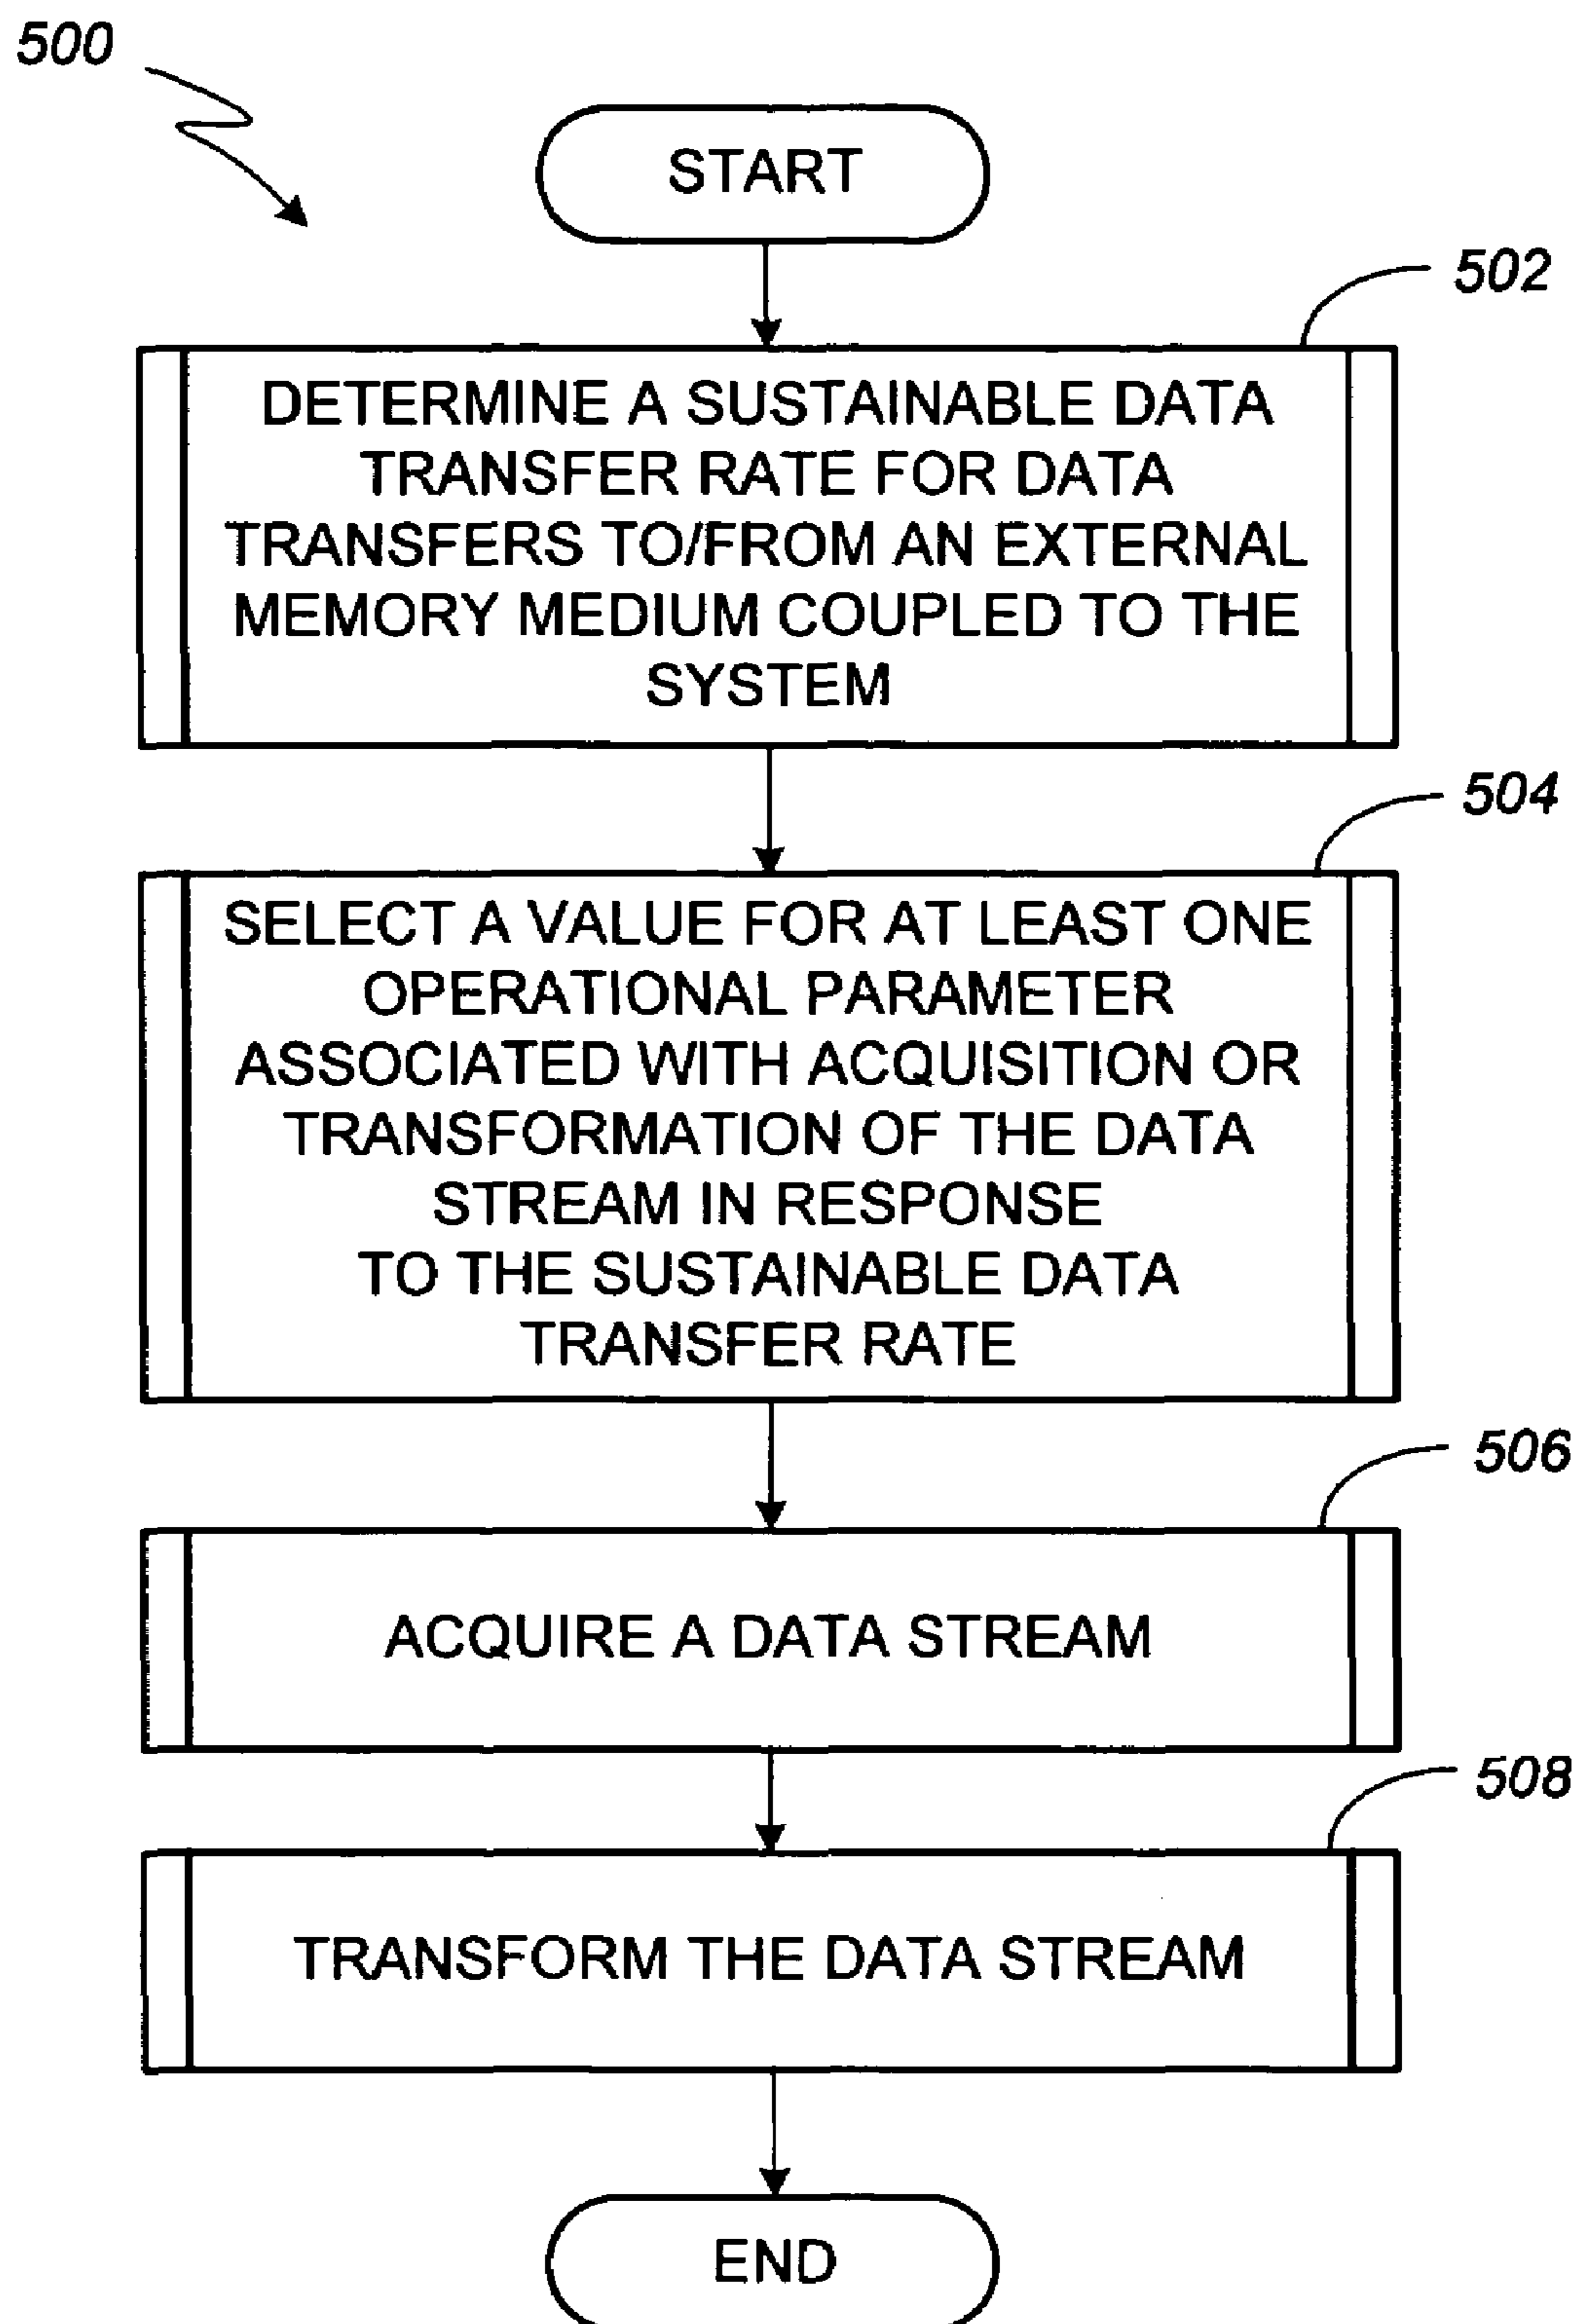 500
START
502
DETERMINE A SUSTAINABLE DATA
TRANSFER RATE FOR DATA
TRANSFERS TO/FROM AN EXTERNAL
MEMORY MEDIUM COUPLED TO THE
SYSTEM
504
SELECT A VALUE FOR AT LEAST ONE
OPERATIONAL PARAMETER
ASSOCIATED WITH ACQUISITION OR
TRANSFORMATION OF THE DATA
STREAM IN RESPONSE
TO THE SUSTAINABLE DATA
TRANSFER RATE
506
ACQUIRE A DATA STREAM
508
TRANSFORM THE DATA STREAM
END